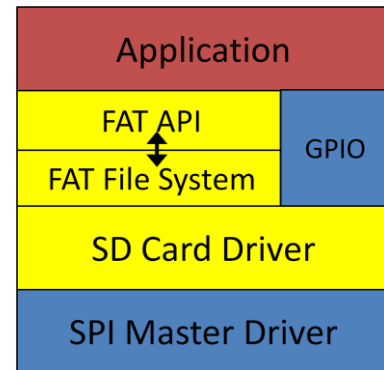 Application
FAT API
GPIO
FAT File System
SD Card Driver
SPI Master Driver